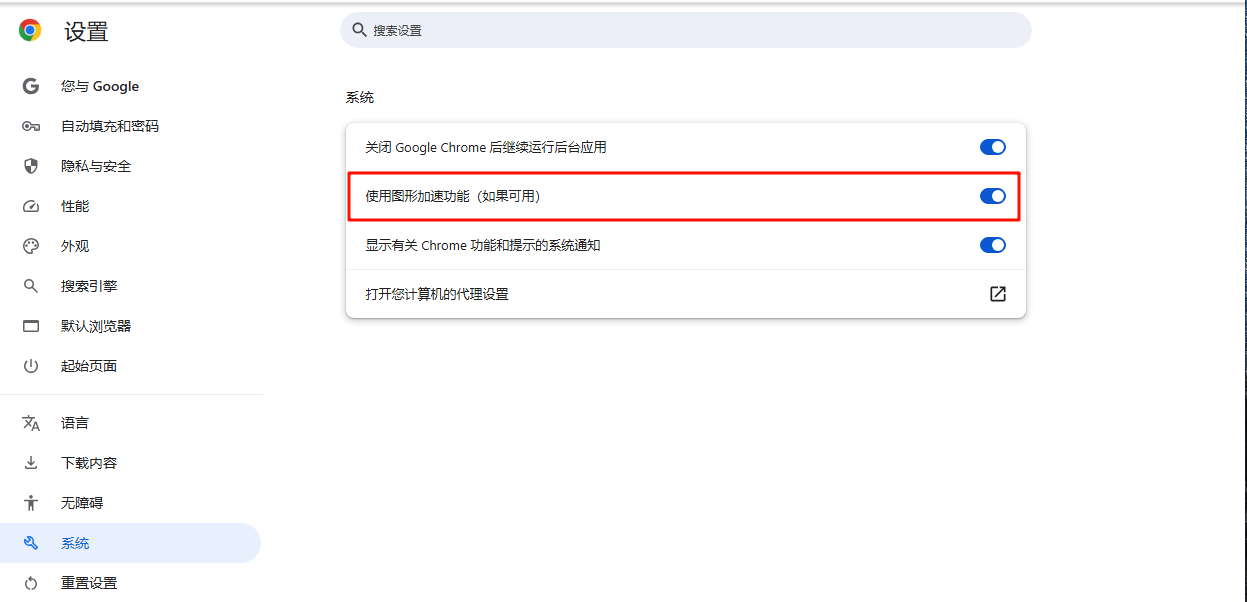 设置
搜索设置
您与 Google
自动填充和密码
隐私与安全
性能
外观
搜索引擎
默认浏览器
起始页面
语言
下载内容
无障碍
系统
重置设置
系统
关闭 Google Chrome 后继续运行后台应用
使用图形加速功能（如果可用）
显示有关 Chrome 功能和提示的系统通知
打开您计算机的代理设置